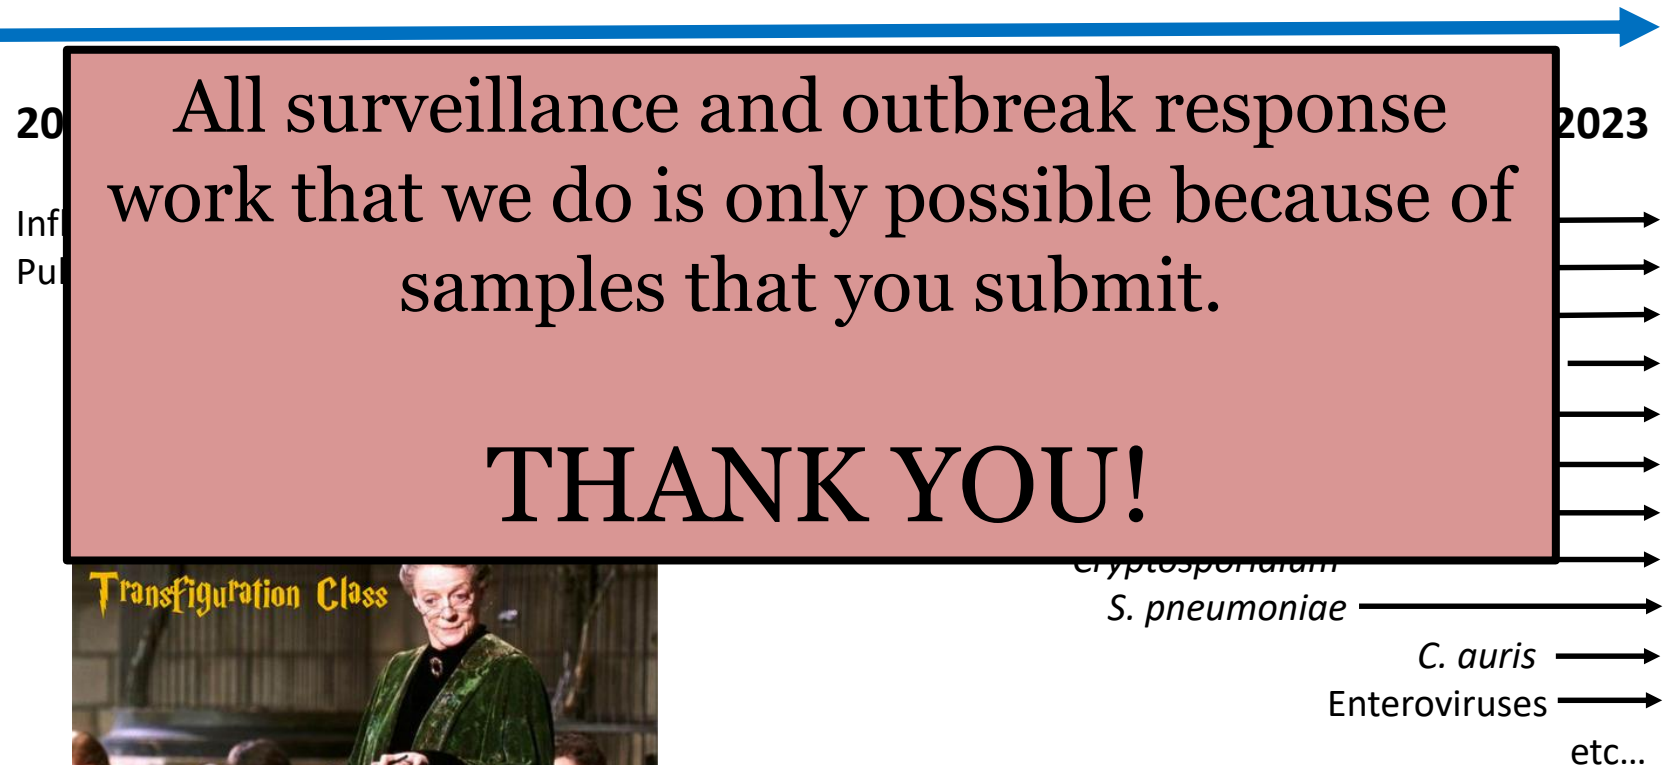 All surveillance and outbreak response
work that we do is only possible because of
samples that you submit.
THANK YOU!
2023
Transfiguration Class
Cryptosporidium
S. pneumoniae
C. auris
Enteroviruses
etc...